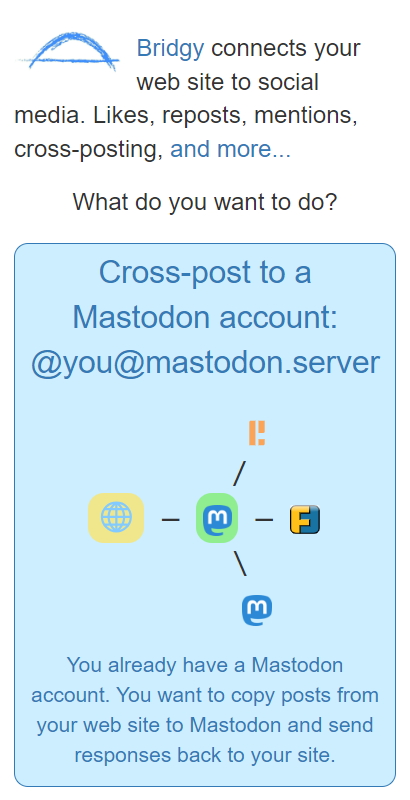 Bridgy connects your
web site to social
media. Likes, reposts, mentions,
cross-posting, and more...
What do you want to do?
Cross-post to a
Mastodon account:
@you@mastodon.server
/
– –
\
You already have a Mastodon
account. You want to copy posts from
your web site to Mastodon and send
responses back to your site.